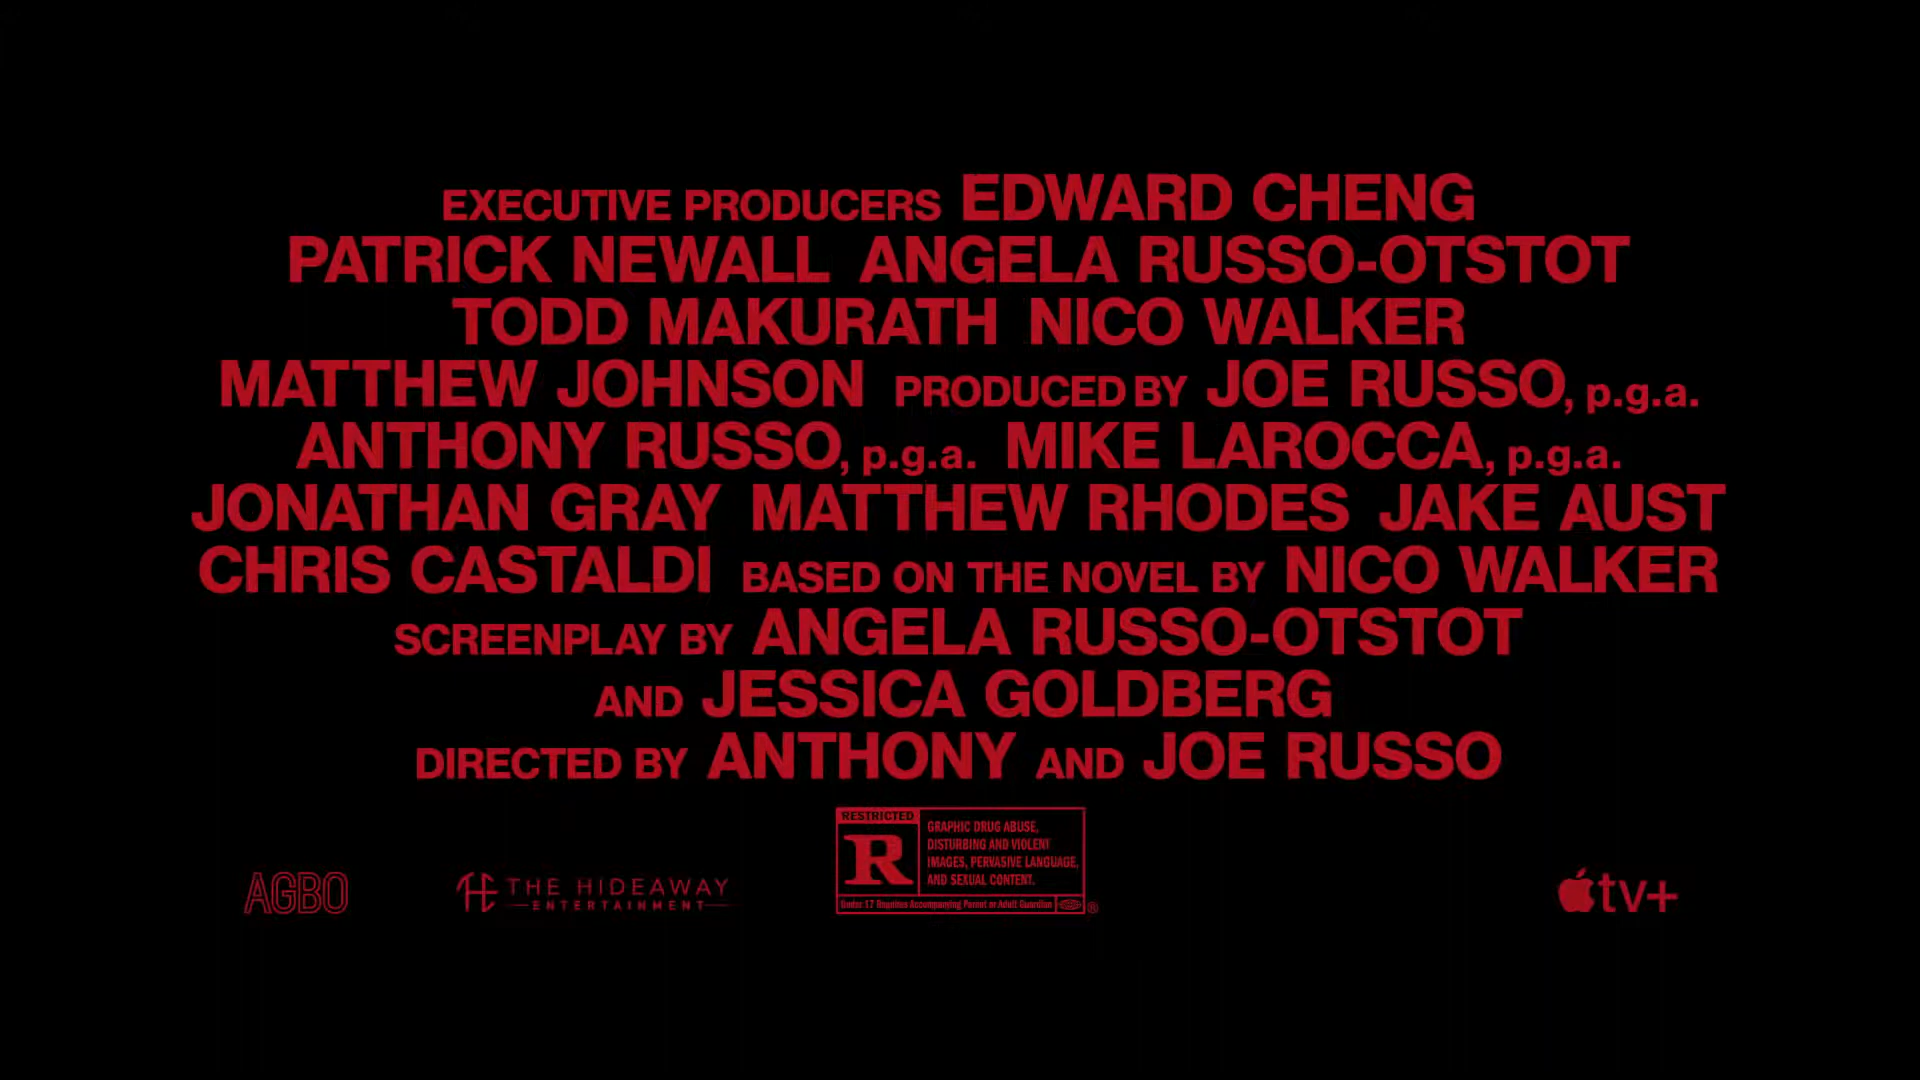 EXECUTIVE PRODUCERS EDWARD CHENG
PATRICK NEWALL ANGELA RUSSO-OTSTOT
TODD MAKURATH NICO WALKER
MATTHEW JOHNSON PRODUCED BY JOE RUSSO, p.g.a.
ANTHONY RUSSO, p.g.a. MIKE LAROCCA, p.g.a.
JONATHAN GRAY MATTHEW RHODES JAKE AUST
CHRIS CASTALDI BASED ON THE NOVEL BY NICO WALKER
SCREENPLAY BY ANGELA RUSSO-OTSTOT
AND JESSICA GOLDBERG
DIRECTED BY ANTHONY AND JOE RUSSO
AGBO
THE HIDEAWAY
ENTERTAINMENT
RESTRICTED
R
GRAPHIC DRUG ABUSE,
DISTURBING AND VIOLENT
IMAGES, PERVASIVE LANGUAGE,
AND SEXUAL CONTENT.
Under 17 Requires Accompanying Parent or Adult Guardian
®
tv+